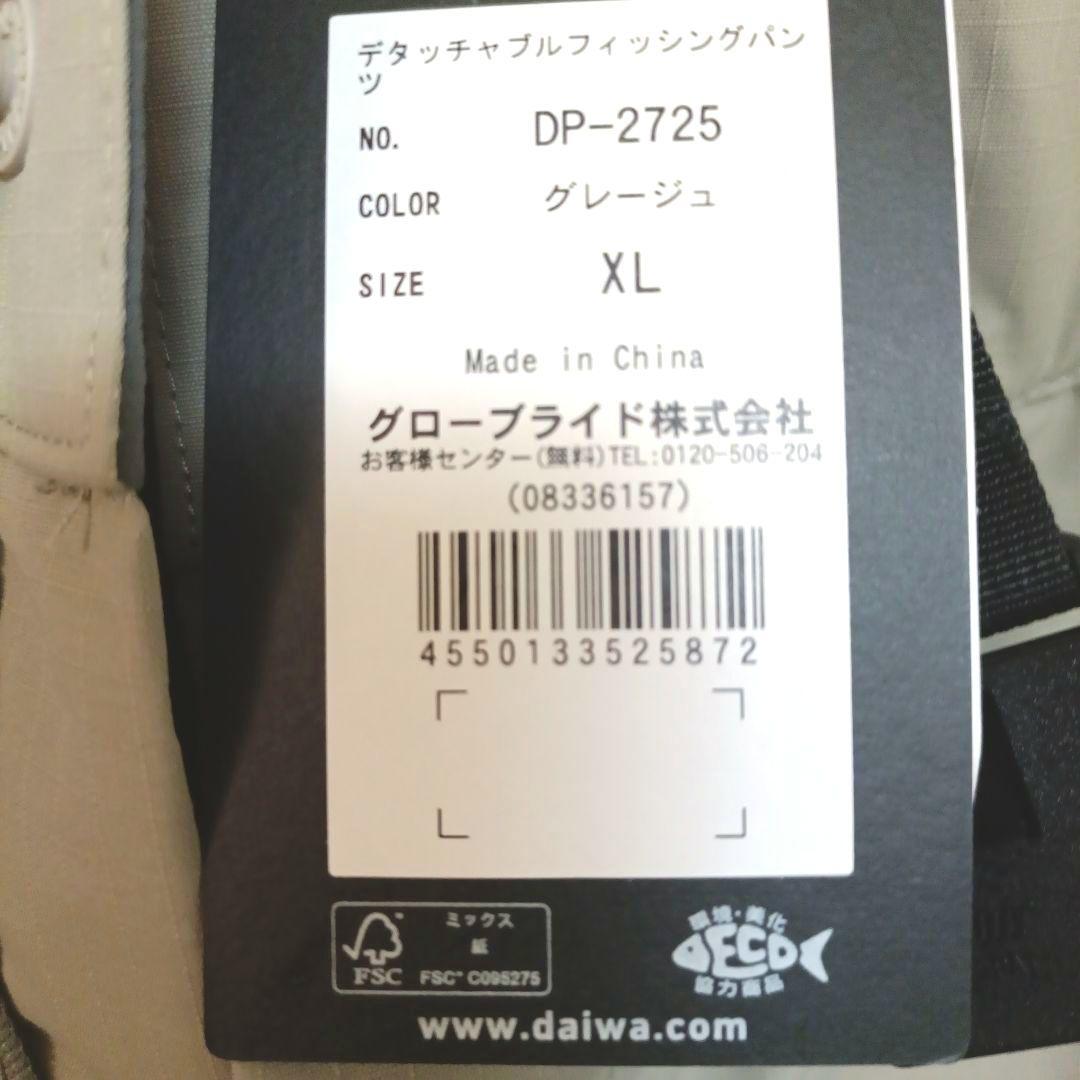 デタッチャブルフィッシングパン
ツ
NO. DP-2725
COLOR グレージュ
SIZE XL
Made in China
グローブライド株式会社
お客様センター(無料)TEL:0120-506-204
(08336157)
4550133525872
ミックス
紙
FSC FSC™ C095275
環境・美化
DECO
協力商品
www.daiwa.com